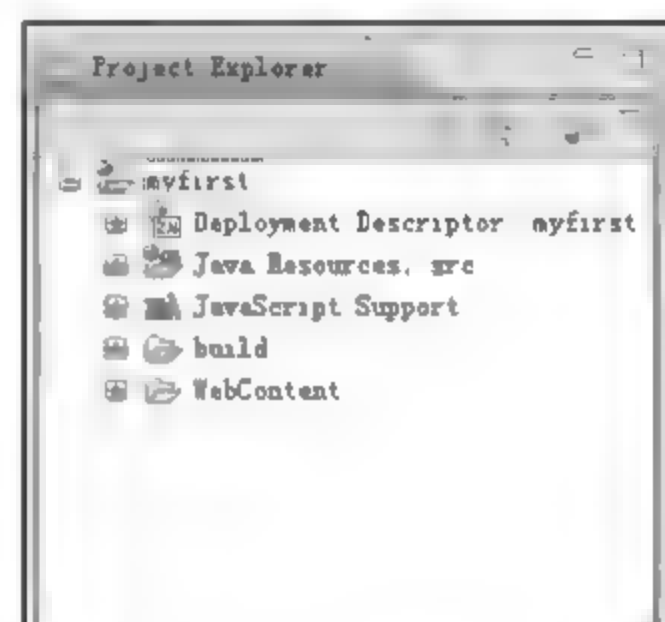 Project Explorer
myfirst
Deployment Descriptor myfirst
Java Resources: src
JavaScript Support
build
WebContent